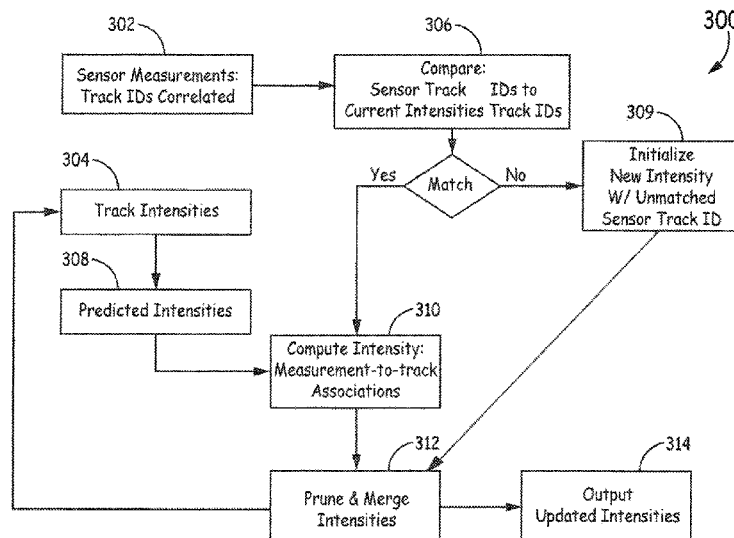 300
302
Sensor Measurements:
Track IDs Correlated
306
Compare:
Sensor Track IDs to
Current Intensities Track IDs
309
Initialize
New Intensity
W/ Unmatched
Sensor Track ID
Yes
Match
No
304
Track Intensities
308
Predicted Intensities
310
Compute Intensity:
Measurement-to-track
Associations
312
Prune & Merge
Intensities
314
Output
Updated Intensities